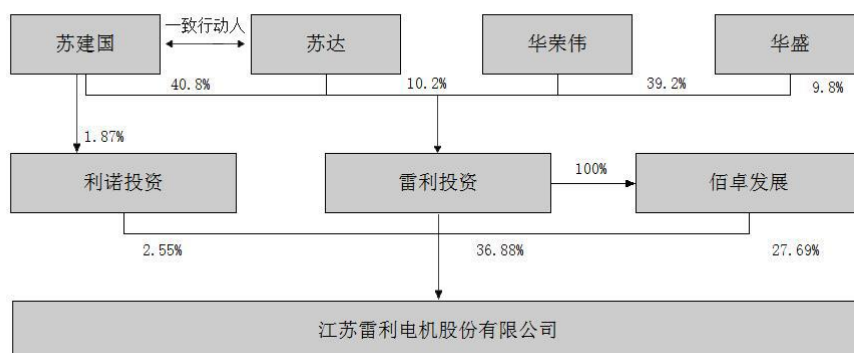 一致行动人
苏建国
苏达
华荣伟
华盛
40.8%
10.2%
39.2%
9.8%
1.87%
利诺投资
雷利投资
100%
佰卓发展
2.55%
36.88%
27.69%
江苏雷利电机股份有限公司